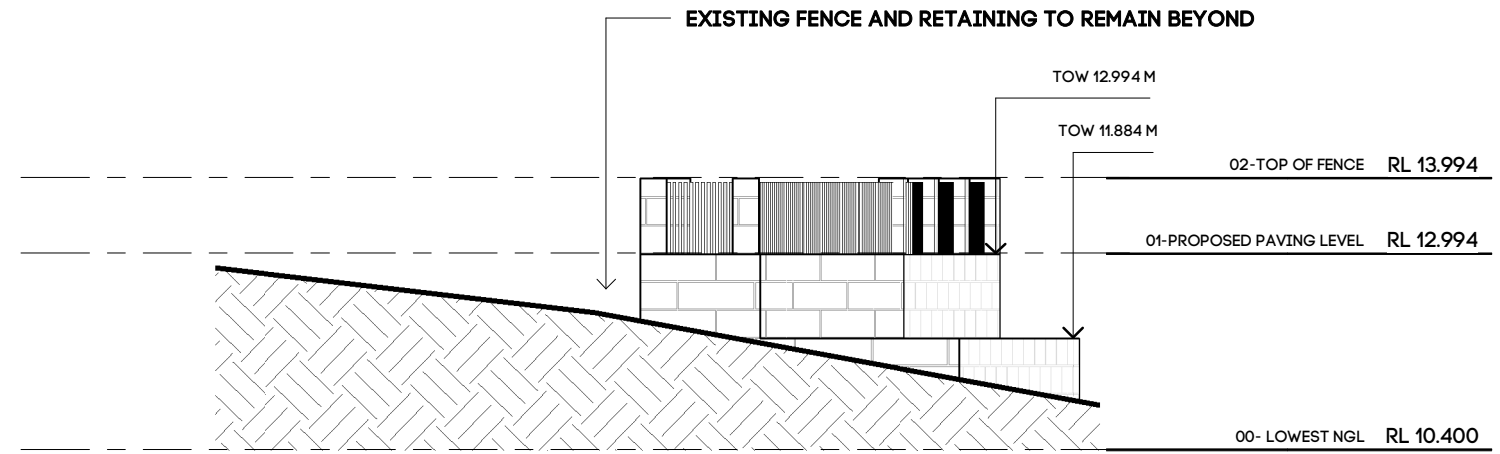 EXISTING FENCE AND RETAINING TO REMAIN BEYOND
TOW 12.994 M
TOW 11.884 M
02-TOP OF FENCE RL 13.994
01-PROPOSED PAVING LEVEL RL 12.994
00- LOWEST NGL RL 10.400